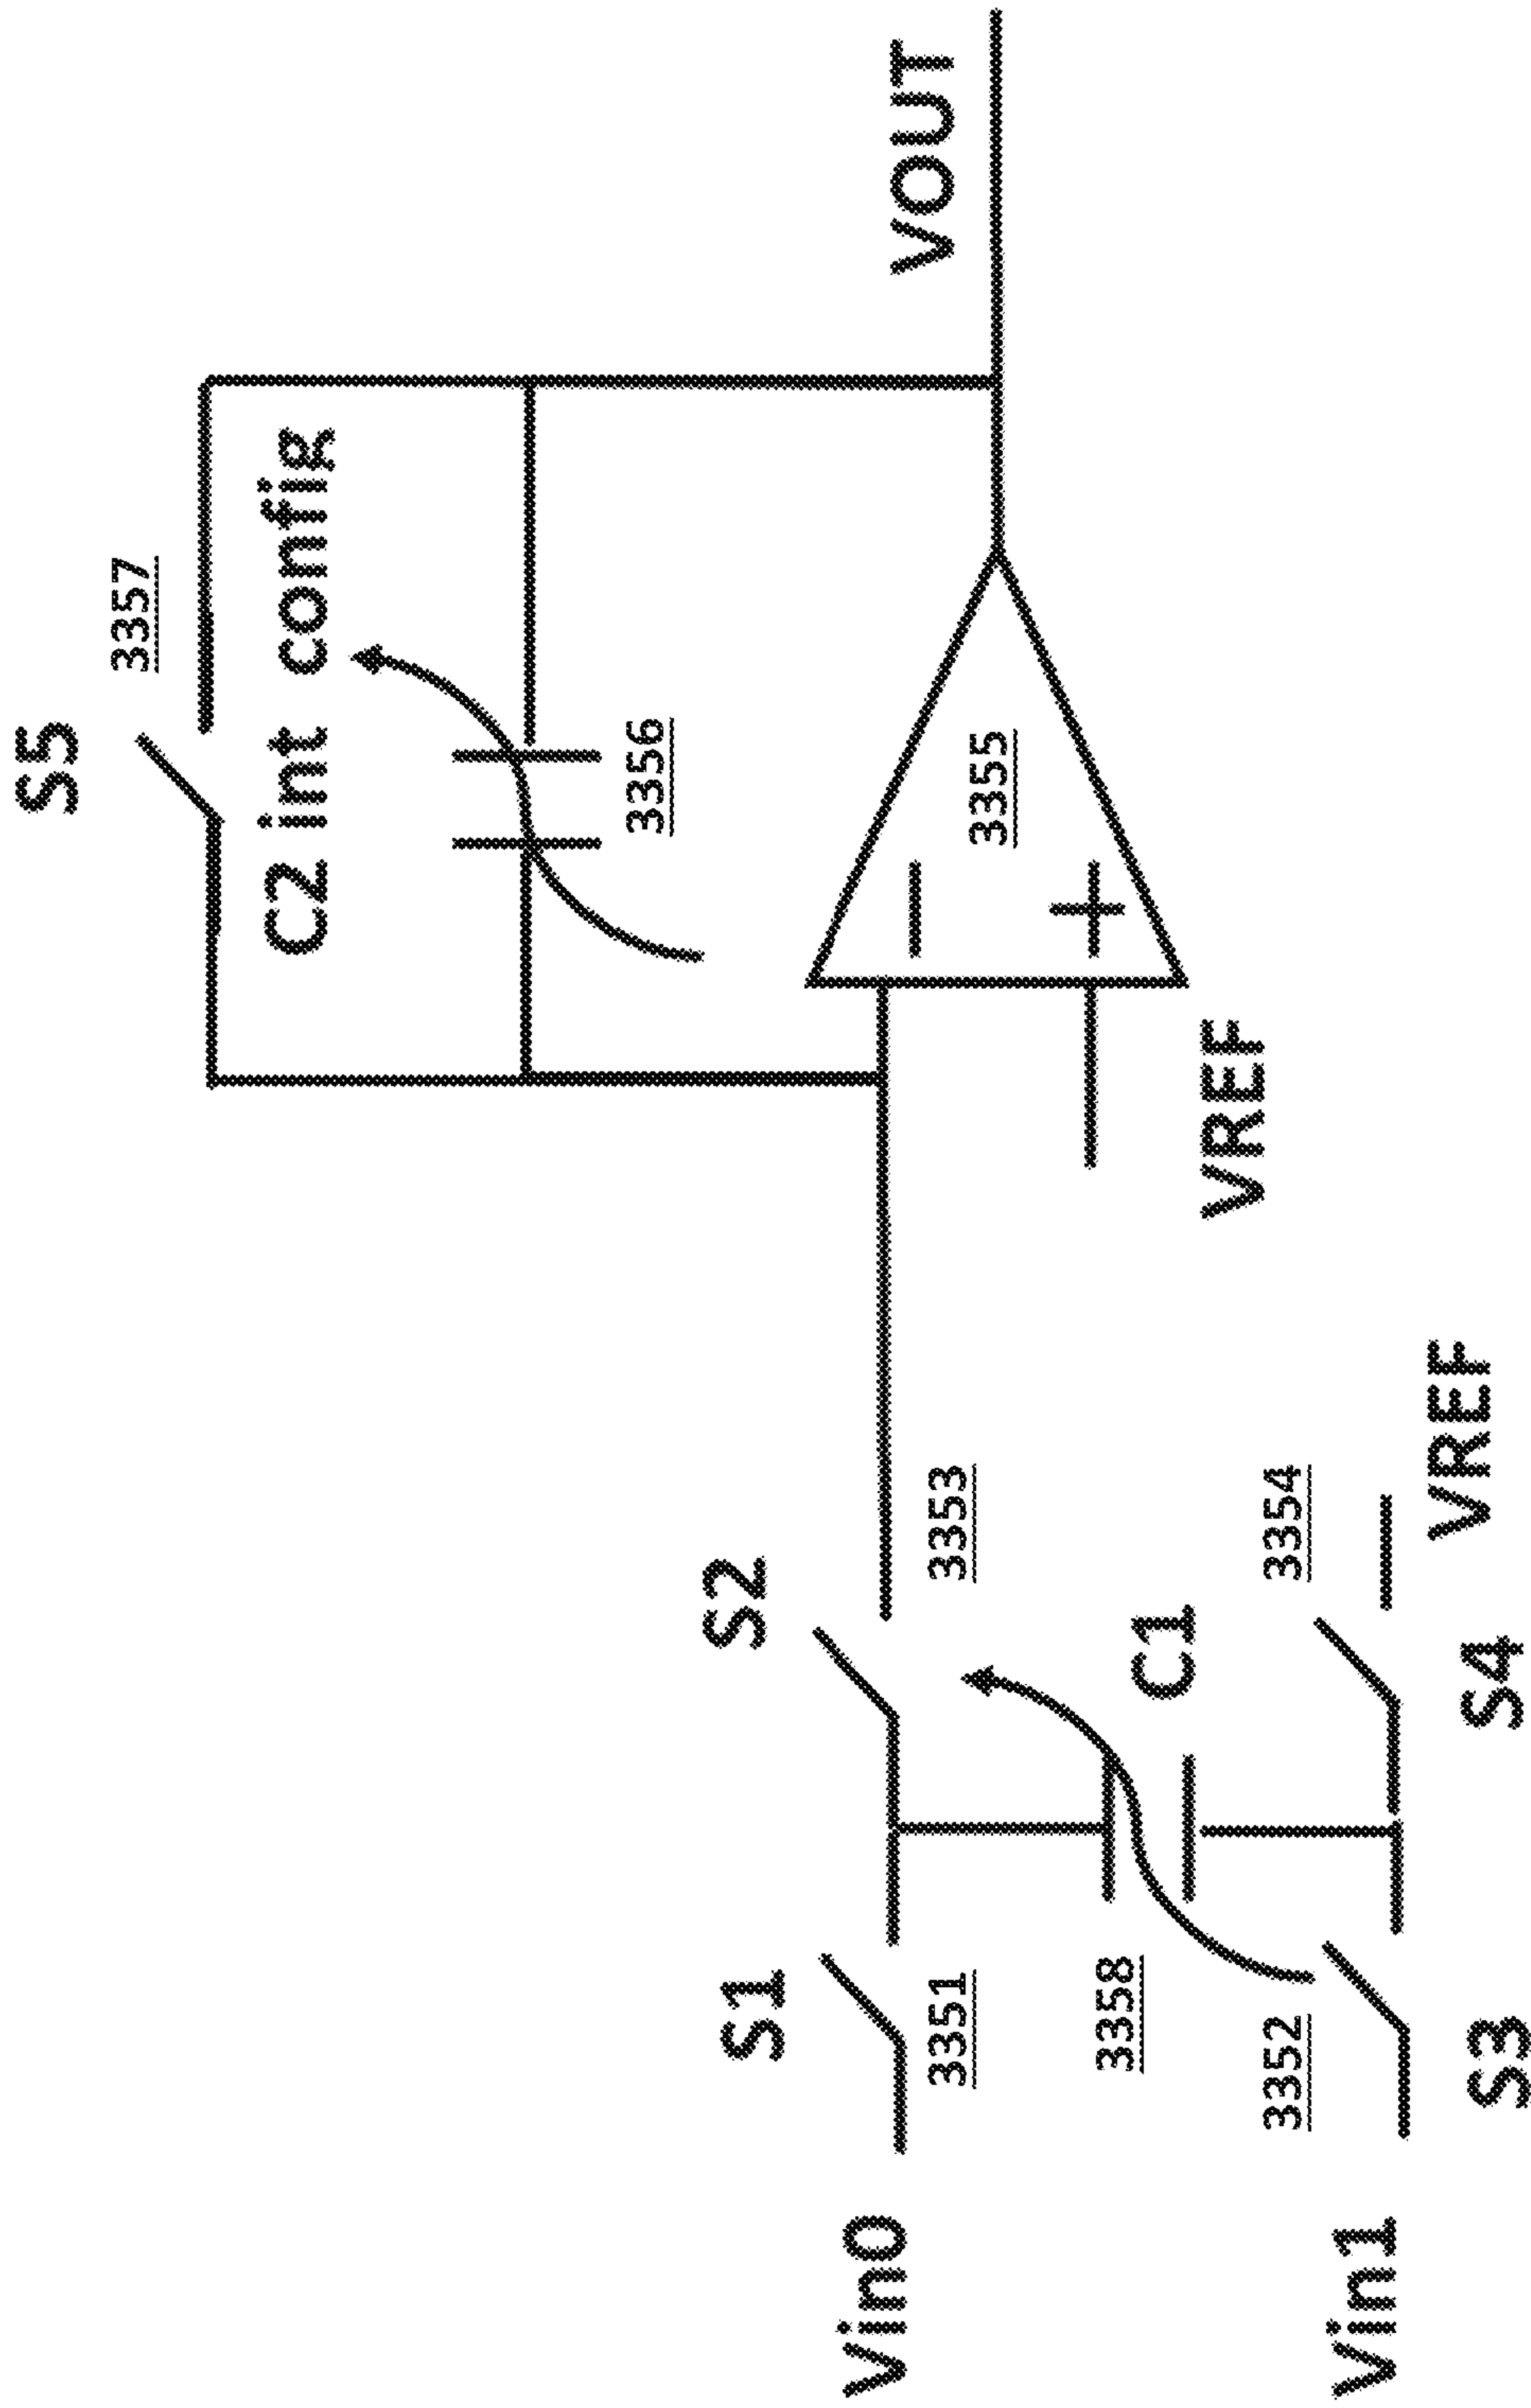 S5
3357
C2 int config
3356
VOUT
3355
−
+
VREF
S2
3353
S1
3351
C1
3358
3354
3352
VREF
S4
S3
Vin0
Vin1